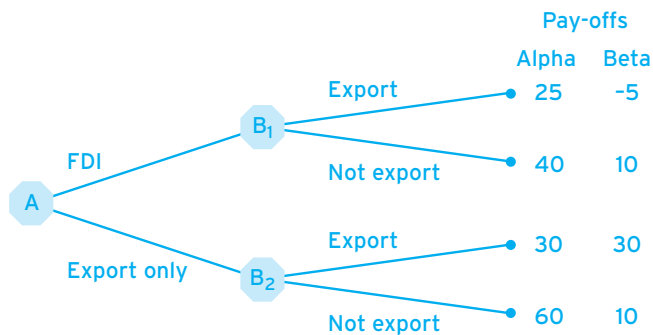 Pay-offs
Alpha Beta
Export 25 -5
B1
FDI
Not export 40 10
A
Export 30 30
Export only
B2
Not export 60 10